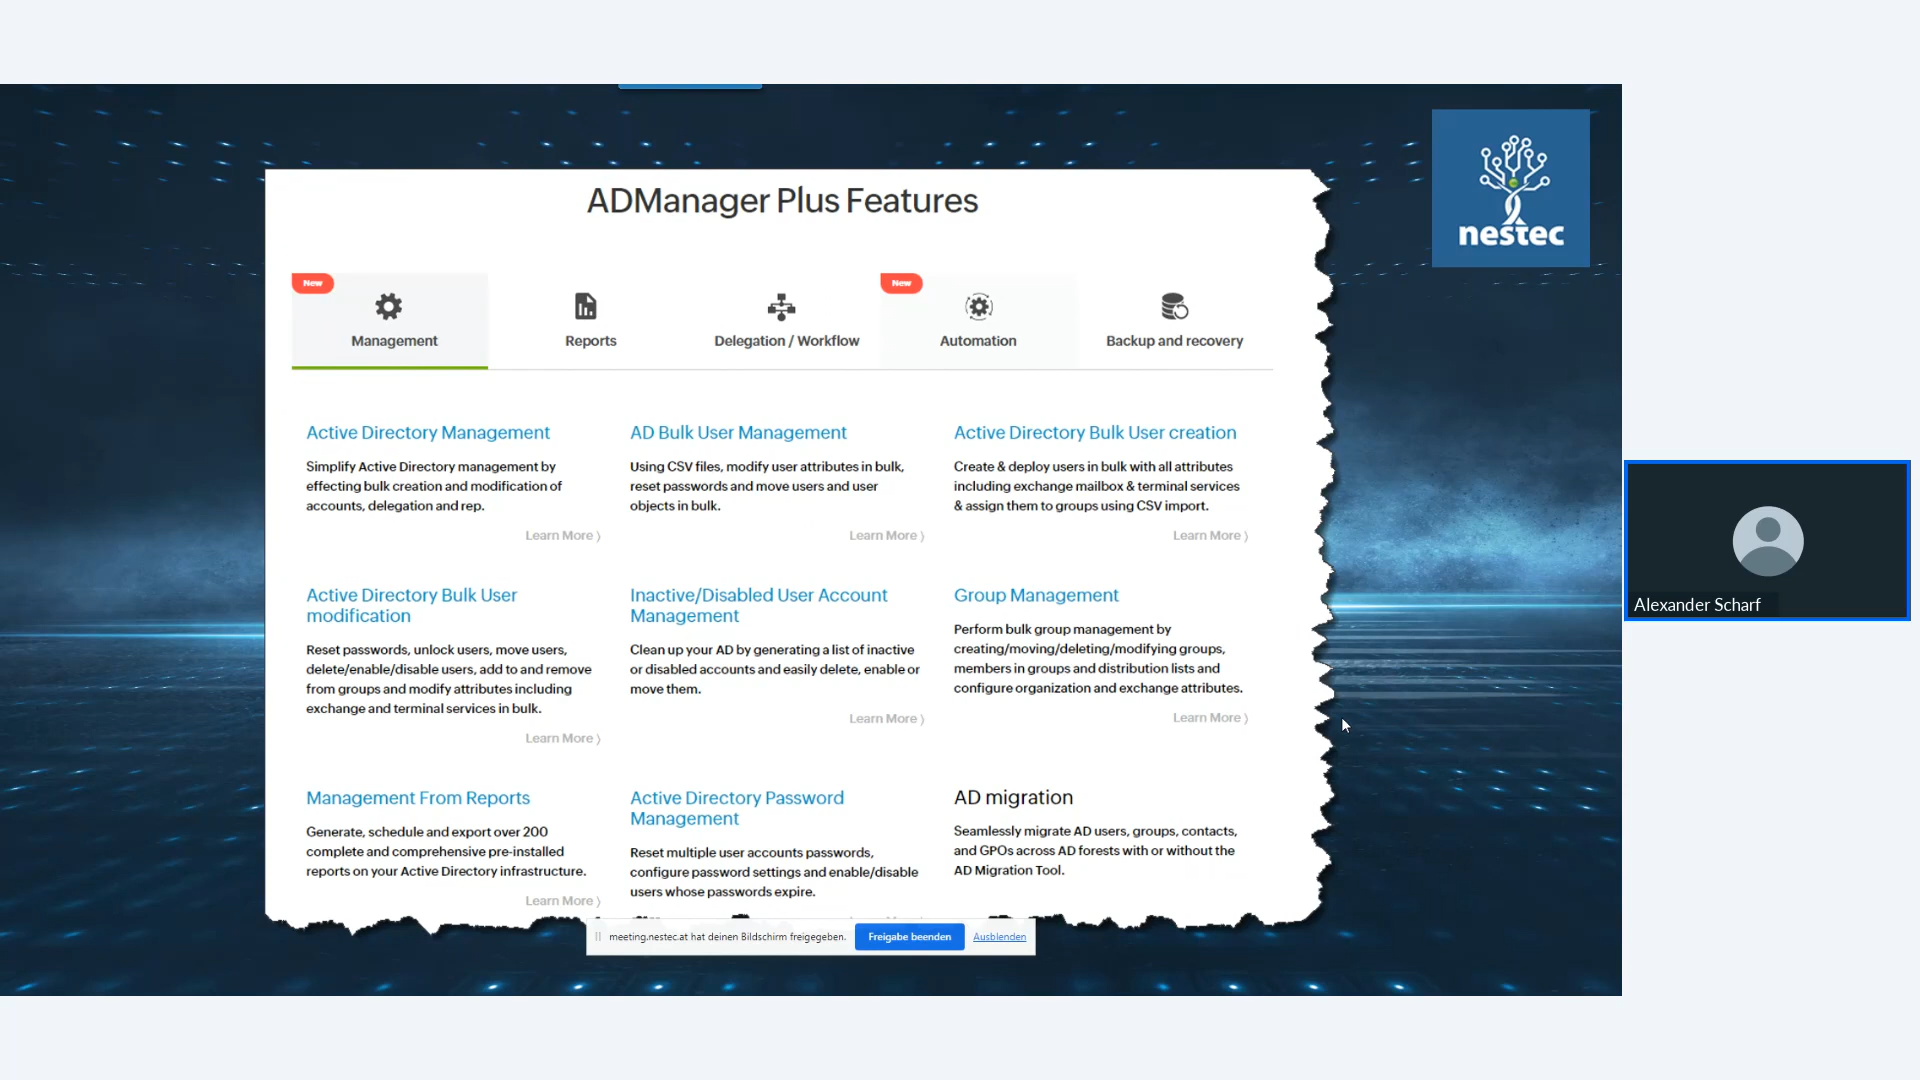 nestec
ADManager Plus Features
New
Management
Reports
Delegation / Workflow
New
Automation
Backup and recovery
Active Directory Management
Simplify Active Directory management by
effecting bulk creation and modification of
accounts, delegation and rep.
Learn More ⟩
AD Bulk User Management
Using CSV files, modify user attributes in bulk,
reset passwords and move users and user
objects in bulk.
Learn More ⟩
Active Directory Bulk User creation
Create & deploy users in bulk with all attributes
including exchange mailbox & terminal services
& assign them to groups using CSV import.
Learn More ⟩
Active Directory Bulk User
modification
Reset passwords, unlock users, move users,
delete/enable/disable users, add to and remove
from groups and modify attributes including
exchange and terminal services in bulk.
Learn More ⟩
Inactive/Disabled User Account
Management
Clean up your AD by generating a list of inactive
or disabled accounts and easily delete, enable or
move them.
Learn More ⟩
Group Management
Perform bulk group management by
creating/moving/deleting/modifying groups,
members in groups and distribution lists and
configure organization and exchange attributes.
Learn More ⟩
Management From Reports
Generate, schedule and export over 200
complete and comprehensive pre-installed
reports on your Active Directory infrastructure.
Learn More ⟩
Active Directory Password
Management
Reset multiple user accounts passwords,
configure password settings and enable/disable
users whose passwords expire.
AD migration
Seamlessly migrate AD users, groups, contacts,
and GPOs across AD forests with or without the
AD Migration Tool.
meeting.nestec.at hat deinen Bildschirm freigegeben.
Freigabe beenden
Ausblenden
Alexander Scharf